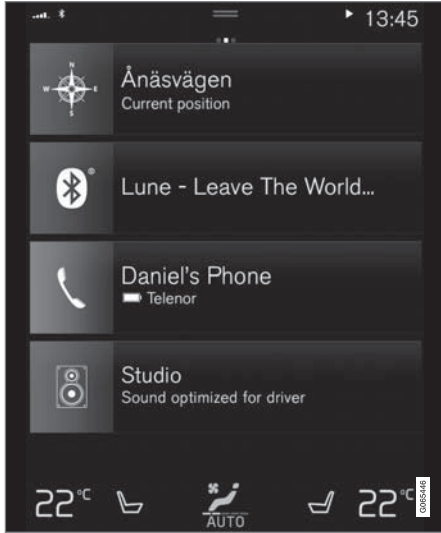 13:45
N
W E
S
Ånäsvägen
Current position
Lune - Leave The World...
Daniel's Phone
Telenor
Studio
Sound optimized for driver
22°C
AUTO
22°C
G065446